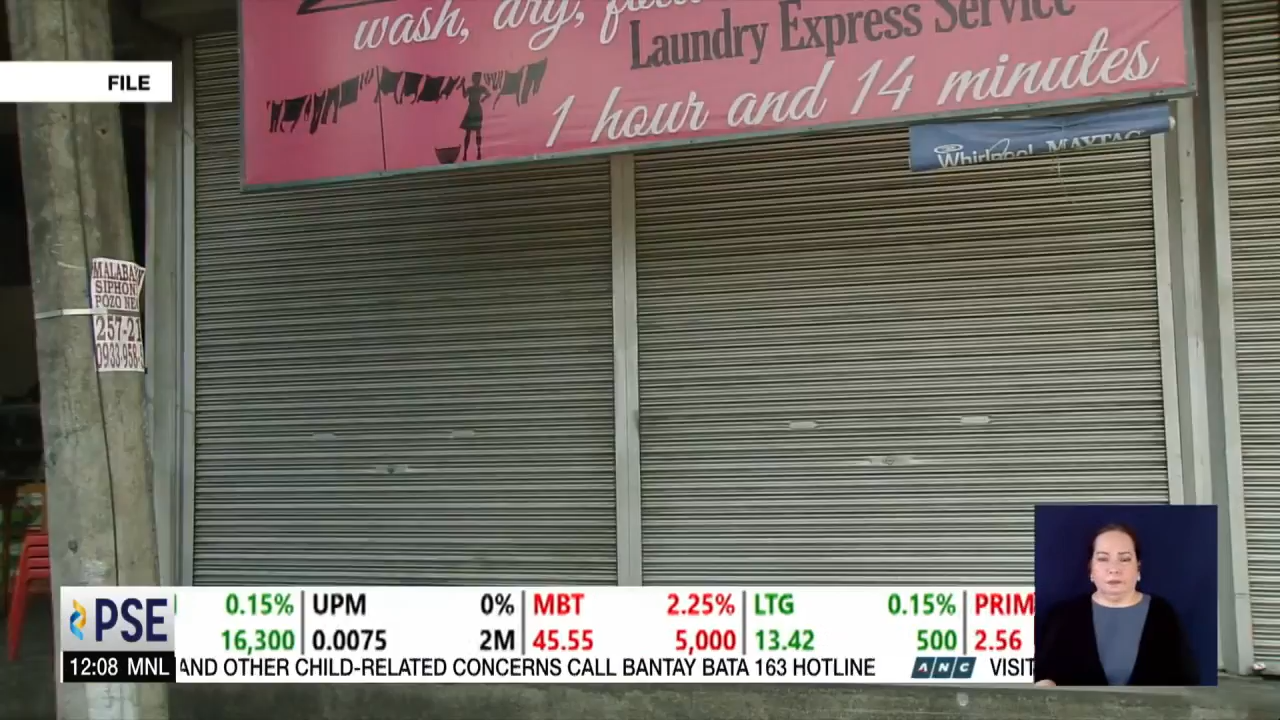 wash, dry,
Laundry Express Service
1 hour and 14 minutes
FILE
Whirlpool MAYTAG
SIPHON
POZO
257-21
0933-958-
PSE
0.15%
16,300
UPM 0%
0.0075 2M
MBT 2.25%
45.55 5,000
LTG 0.15%
13.42 500
PRIM
2.56
12:08 MNL
AND OTHER CHILD-RELATED CONCERNS CALL BANTAY BATA 163 HOTLINE
ANC
VISIT